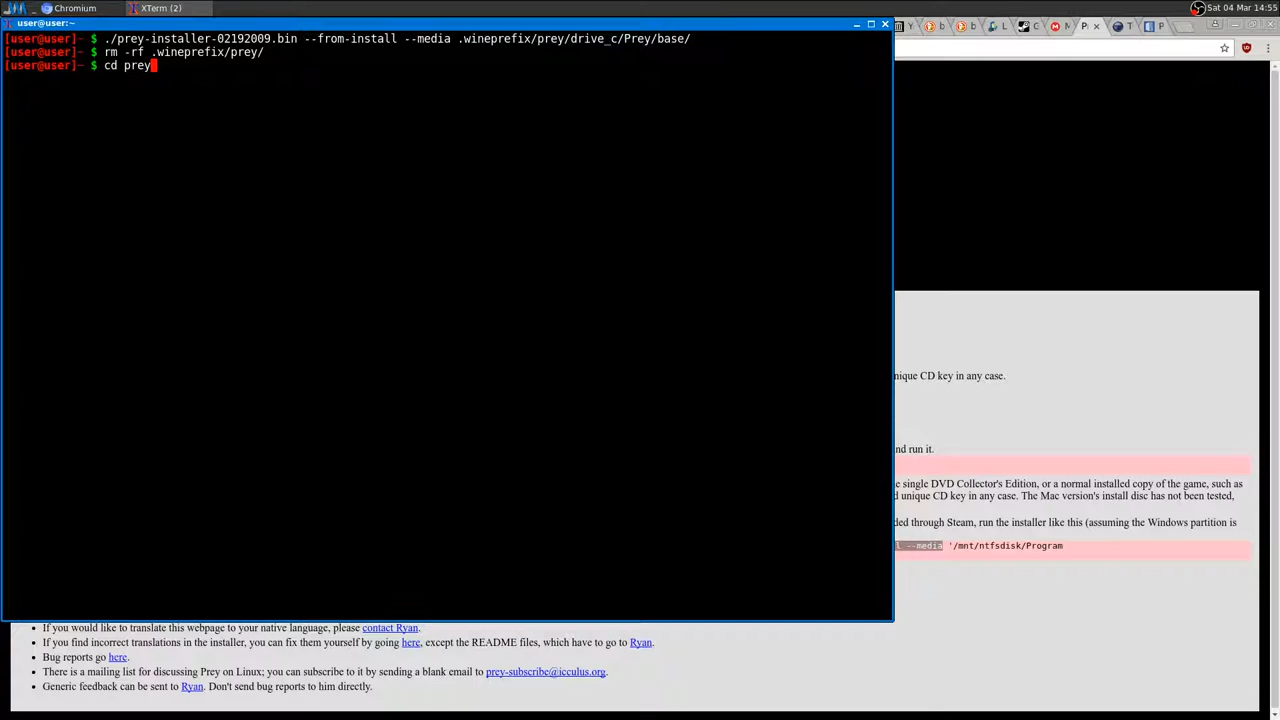 Chromium
XTerm (2)
Sat 04 Mar 14:55
user@user:~
[user@user]~ $ ./prey-installer-02192009.bin --from-install --media .wineprefix/prey/drive_c/Prey/base/
[user@user]~ $ rm -rf .wineprefix/prey/
[user@user]~ $ cd prey
nique CD key in any case.
nd run it.
e single DVD Collector's Edition, or a normal installed copy of the game, such as
d unique CD key in any case. The Mac version's install disc has not been tested,
ded through Steam, run the installer like this (assuming the Windows partition is
l --media '/mnt/ntfsdisk/Program
If you would like to translate this webpage to your native language, please contact Ryan.
If you find incorrect translations in the installer, you can fix them yourself by going here, except the README files, which have to go to Ryan.
Bug reports go here.
There is a mailing list for discussing Prey on Linux; you can subscribe to it by sending a blank email to prey-subscribe@icculus.org.
Generic feedback can be sent to Ryan. Don't send bug reports to him directly.